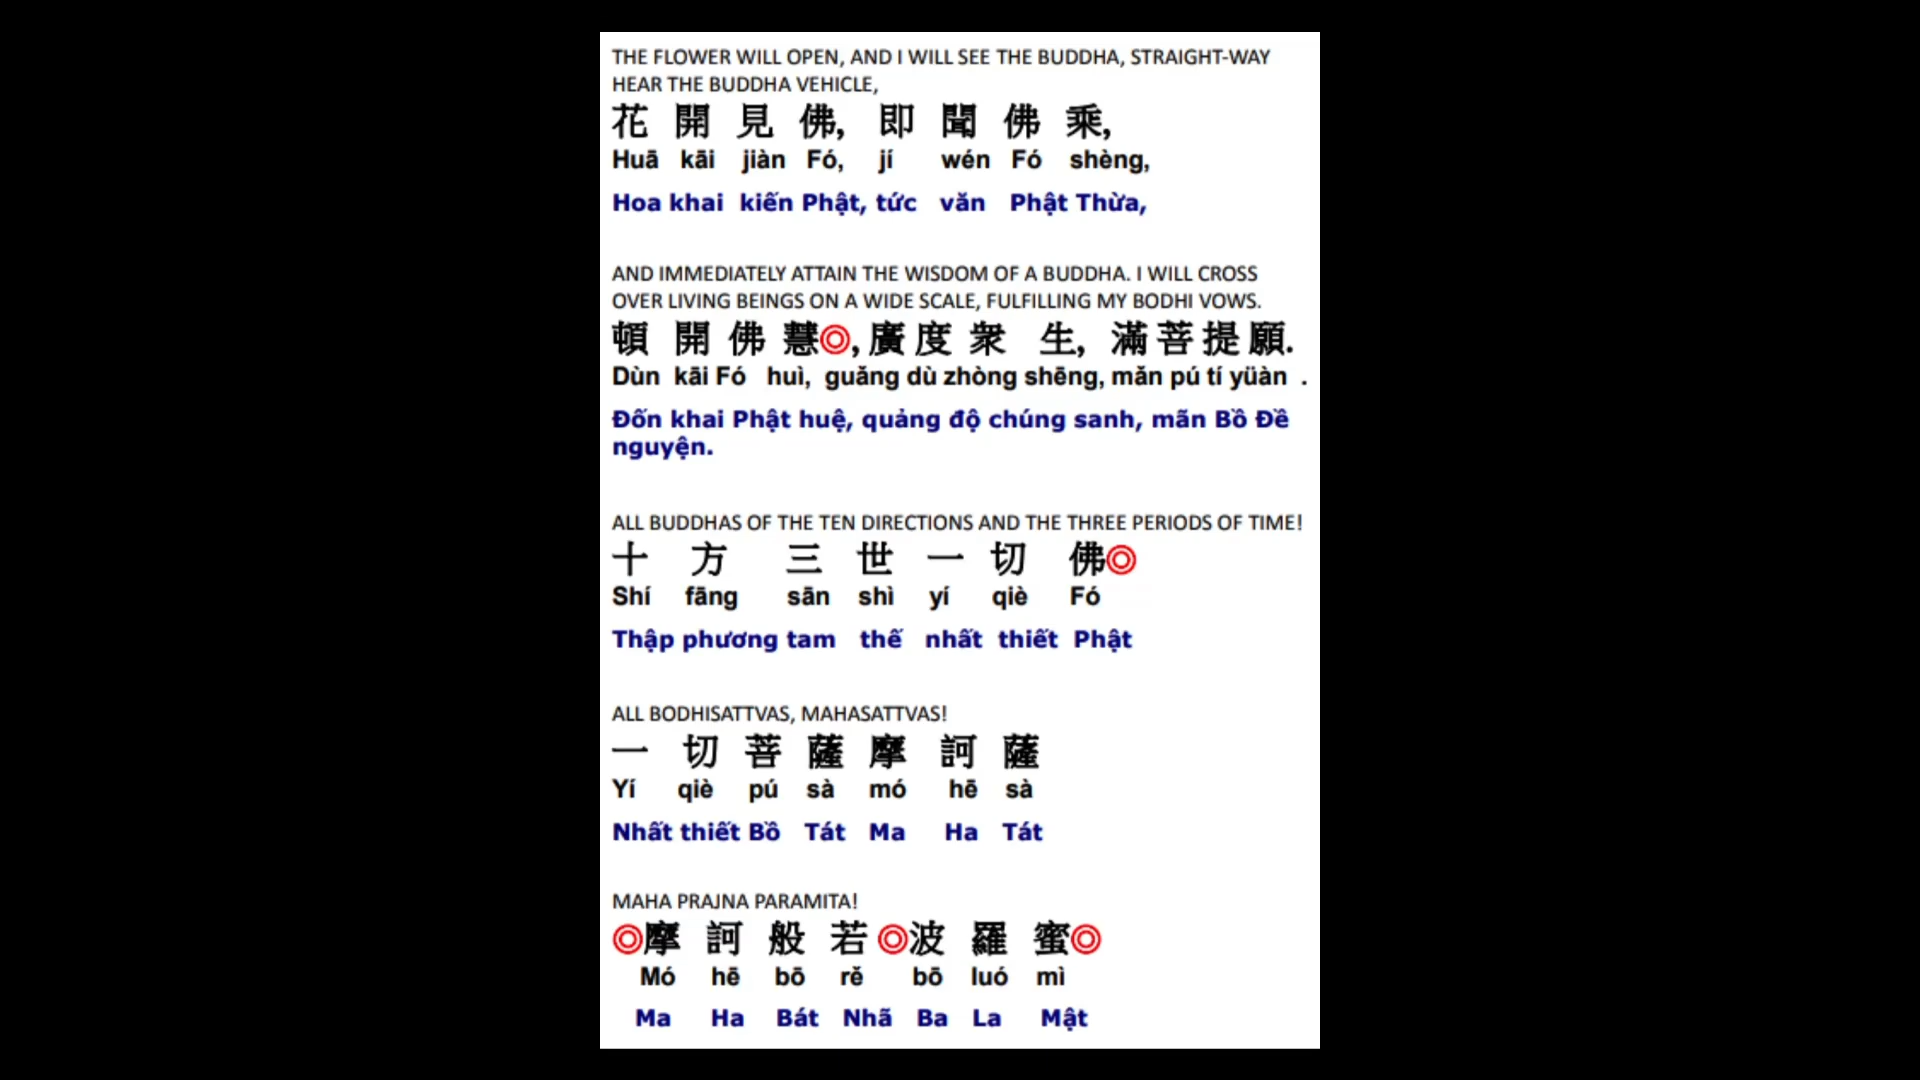 THE FLOWER WILL OPEN, AND I WILL SEE THE BUDDHA, STRAIGHT-WAY
HEAR THE BUDDHA VEHICLE,
花 開 見 佛, 即 聞 佛 乘,
Huā kāi jiàn Fó, jí wén Fó shèng,
Hoa khai kiến Phật, tức văn Phật Thừa,
AND IMMEDIATELY ATTAIN THE WISDOM OF A BUDDHA. I WILL CROSS
OVER LIVING BEINGS ON A WIDE SCALE, FULFILLING MY BODHI VOWS.
頓 開 佛 慧◎, 廣 度 衆 生, 滿 菩 提 願.
Dùn kāi Fó huì, guǎng dù zhòng shēng, mǎn pú tí yüàn .
Đốn khai Phật huệ, quảng độ chúng sanh, mãn Bồ Đề
nguyện.
ALL BUDDHAS OF THE TEN DIRECTIONS AND THE THREE PERIODS OF TIME!
十 方 三 世 一 切 佛◎
Shí fāng sān shì yí qiè Fó
Thập phương tam thế nhất thiết Phật
ALL BODHISATTVAS, MAHASATTVAS!
一 切 菩 薩 摩 訶 薩
Yí qiè pú sà mó hē sà
Nhất thiết Bồ Tát Ma Ha Tát
MAHA PRAJNA PARAMITA!
◎摩 訶 般 若 ◎波 羅 蜜◎
Mó hē bō rě bō luó mì
Ma Ha Bát Nhã Ba La Mật